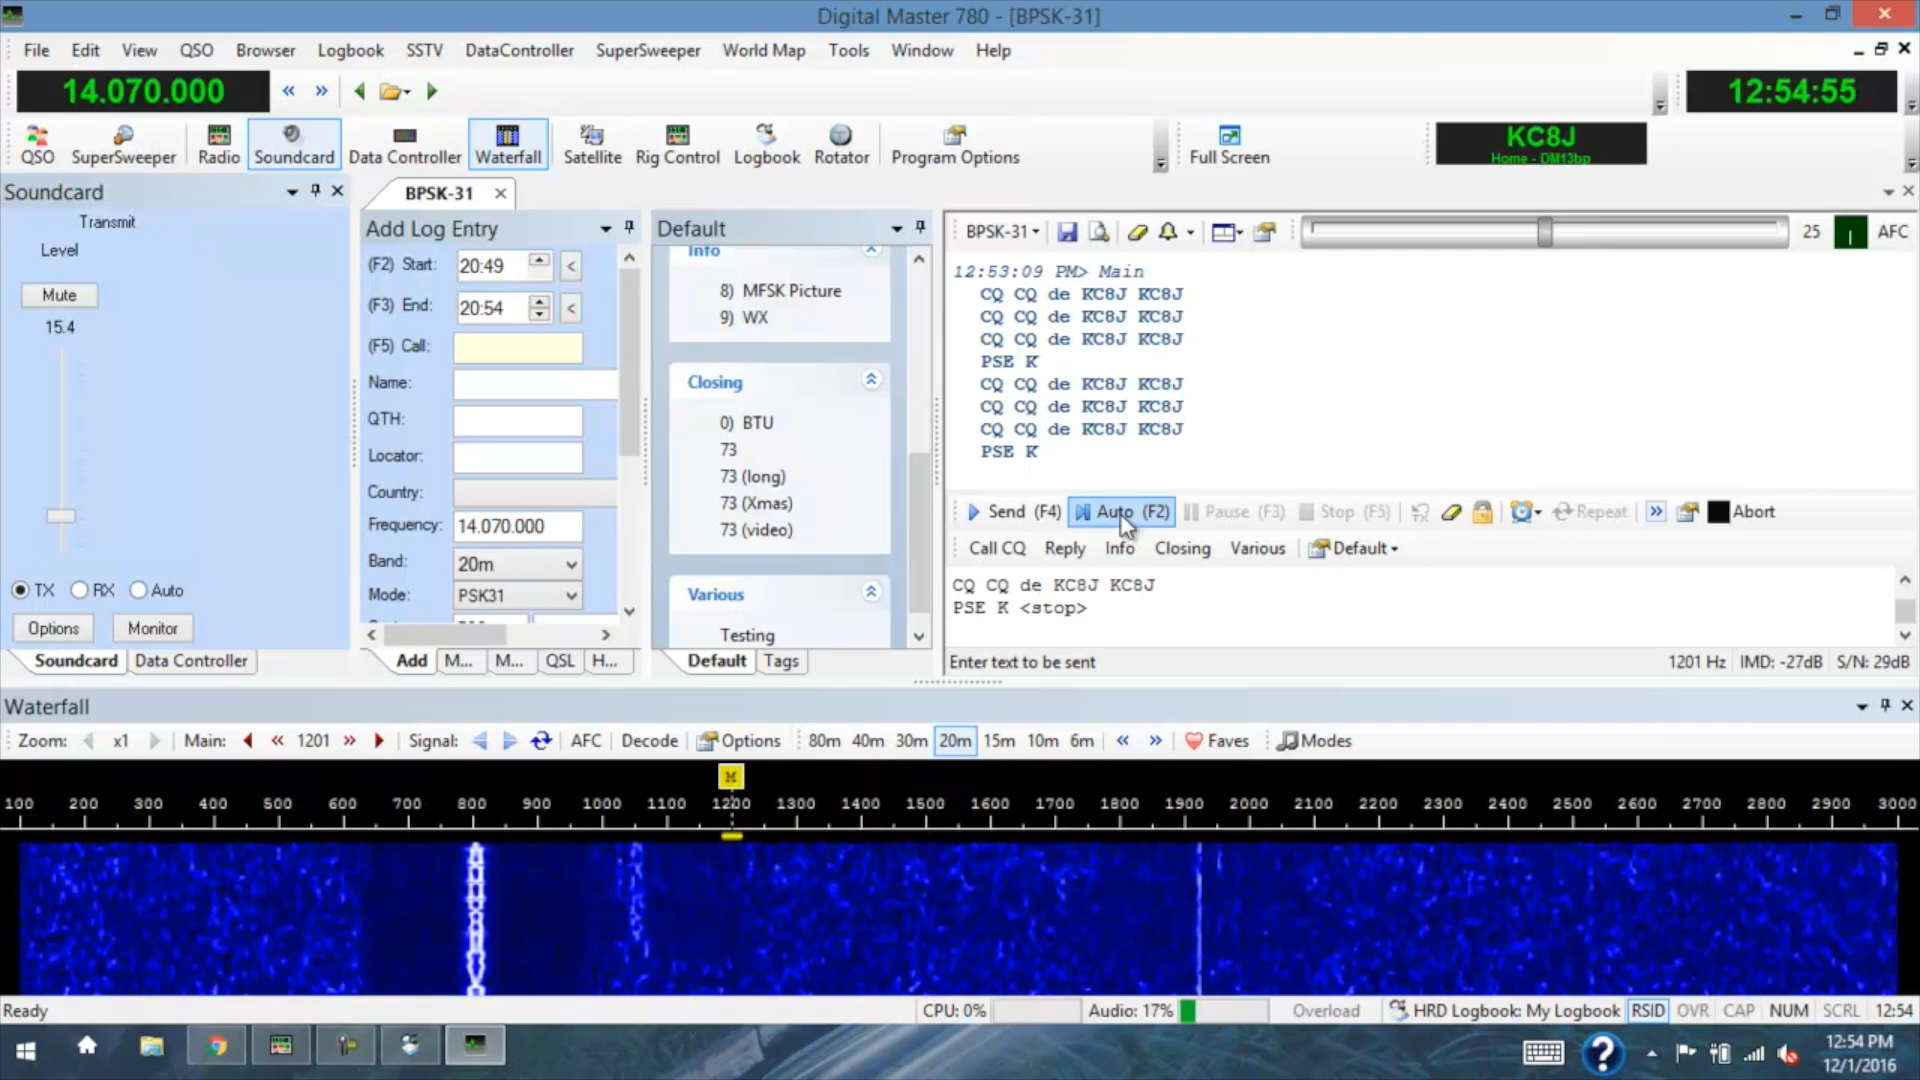 Digital Master 780 - [BPSK-31]
File Edit View QSO Browser Logbook SSTV DataController SuperSweeper World Map Tools Window Help
14.070.000
12:54:55
QSO SuperSweeper Radio Soundcard Data Controller Waterfall Satellite Rig Control Logbook Rotator Program Options Full Screen
KC8J
Home - DM13bp
Soundcard
Transmit
Level
Mute
15.4
TX RX Auto
Options Monitor
Soundcard Data Controller
BPSK-31
Add Log Entry
(F2) Start: 20:49 <
(F3) End: 20:54 <
(F5) Call:
Name:
QTH:
Locator:
Country:
Frequency: 14.070.000
Band: 20m
Mode: PSK31
Add M... M... QSL H...
Default
Info
8) MFSK Picture
9) WX
Closing
0) BTU
73
73 (long)
73 (Xmas)
73 (video)
Various
Testing
Default Tags
BPSK-31 25 AFC
12:53:09 PM> Main
CQ CQ de KC8J KC8J
CQ CQ de KC8J KC8J
CQ CQ de KC8J KC8J
PSE K
CQ CQ de KC8J KC8J
CQ CQ de KC8J KC8J
CQ CQ de KC8J KC8J
PSE K
Send (F4) Auto (F2) Pause (F3) Stop (F5) Repeat Abort
Call CQ Reply Info Closing Various Default
CQ CQ de KC8J KC8J
PSE K <stop>
Enter text to be sent 1201 Hz IMD: -27dB S/N: 29dB
Waterfall
Zoom: x1 Main: 1201 Signal: AFC Decode Options 80m 40m 30m 20m 15m 10m 6m Faves Modes
M
100 200 300 400 500 600 700 800 900 1000 1100 1200 1300 1400 1500 1600 1700 1800 1900 2000 2100 2200 2300 2400 2500 2600 2700 2800 2900 3000
Ready CPU: 0% Audio: 17% Overload HRD Logbook: My Logbook RSID OVR CAP NUM SCRL 12:54
12:54 PM
12/1/2016